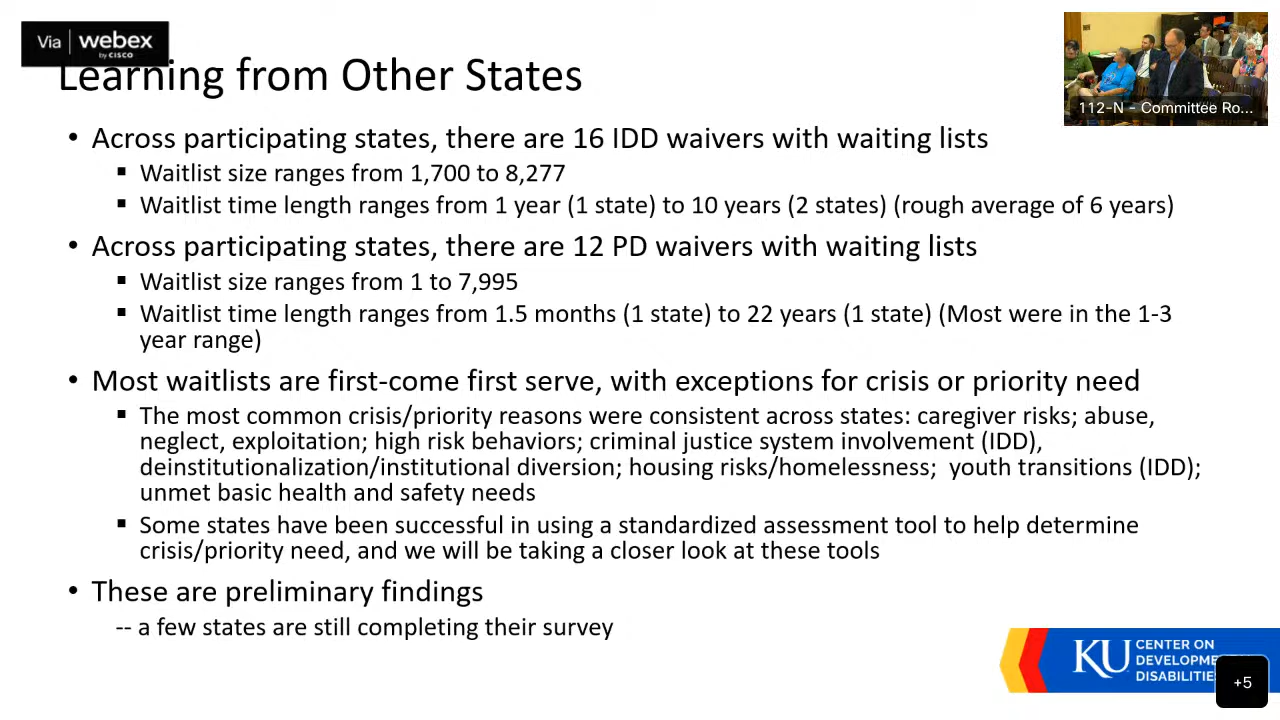 Via webex
by CISCO
Learning from Other States
112-N - Committee Ro...
• Across participating states, there are 16 IDD waivers with waiting lists
▪ Waitlist size ranges from 1,700 to 8,277
▪ Waitlist time length ranges from 1 year (1 state) to 10 years (2 states) (rough average of 6 years)
• Across participating states, there are 12 PD waivers with waiting lists
▪ Waitlist size ranges from 1 to 7,995
▪ Waitlist time length ranges from 1.5 months (1 state) to 22 years (1 state) (Most were in the 1-3
year range)
• Most waitlists are first-come first serve, with exceptions for crisis or priority need
▪ The most common crisis/priority reasons were consistent across states: caregiver risks; abuse,
neglect, exploitation; high risk behaviors; criminal justice system involvement (IDD),
deinstitutionalization/institutional diversion; housing risks/homelessness; youth transitions (IDD);
unmet basic health and safety needs
▪ Some states have been successful in using a standardized assessment tool to help determine
crisis/priority need, and we will be taking a closer look at these tools
• These are preliminary findings
-- a few states are still completing their survey
KU CENTER ON
DEVELOPM
DISABILITIE
+5